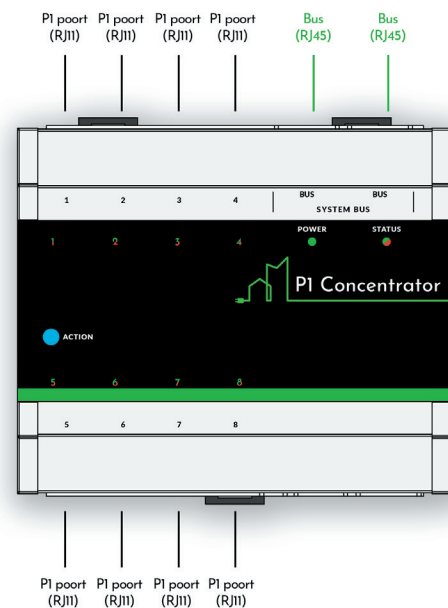 P1 poort P1 poort P1 poort P1 poort Bus Bus
(RJ11) (RJ11) (RJ11) (RJ11) (RJ45) (RJ45)
1 2 3 4 BUS BUS
SYSTEM BUS
POWER STATUS
1 2 3 4
P1 Concentrator
ACTION
5 6 7 8
5 6 7 8
P1 poort P1 poort P1 poort P1 poort
(RJ11) (RJ11) (RJ11) (RJ11)